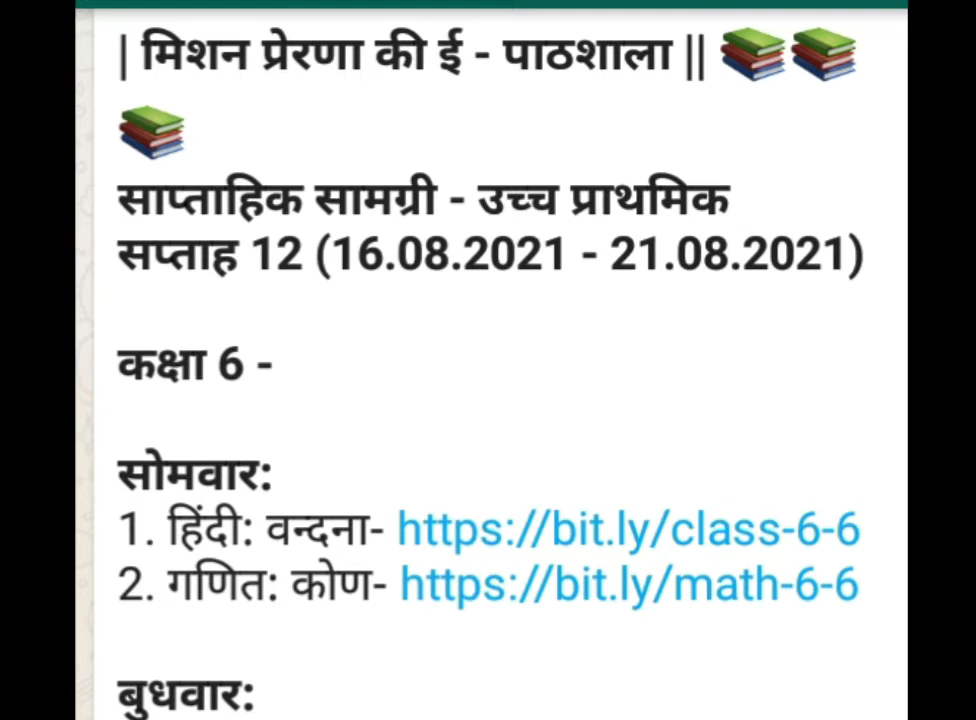 | मिशन प्रेरणा की ई - पाठशाला || 📚📚
📚
साप्ताहिक सामग्री - उच्च प्राथमिक
सप्ताह 12 (16.08.2021 - 21.08.2021)
कक्षा 6 -
सोमवार:
1. हिंदी: वन्दना- https://bit.ly/class-6-6
2. गणित: कोण- https://bit.ly/math-6-6
बुधवार: